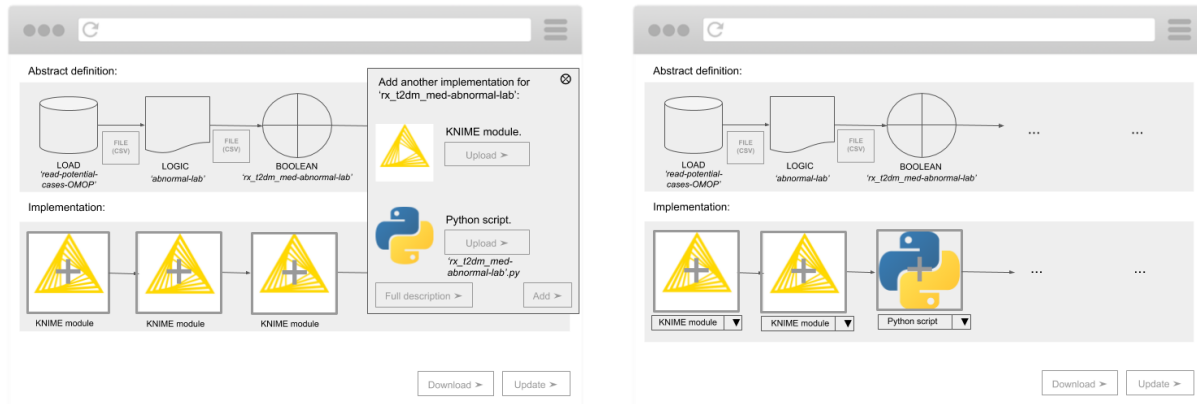 Abstract definition:
FILE
(CSV)
FILE
(CSV)
LOAD
'read-potential-
cases-OMOP'
LOGIC
'abnormal-lab'
BOOLEAN
'rx_t2dm_med-abnormal-lab'
Implementation:
KNIME module
KNIME module
KNIME module
Add another implementation for
'rx_t2dm_med-abnormal-lab':
KNIME module.
Upload ➢
Python script.
Upload ➢
'rx_t2dm_med-
abnormal-lab'.py
Full description ➢
Add ➢
Download ➢
Update ➢
Abstract definition:
FILE
(CSV)
FILE
(CSV)
...
...
LOAD
'read-potential-
cases-OMOP'
LOGIC
'abnormal-lab'
BOOLEAN
'rx_t2dm_med-abnormal-lab'
Implementation:
...
...
KNIME module
KNIME module
Python script
Download ➢
Update ➢